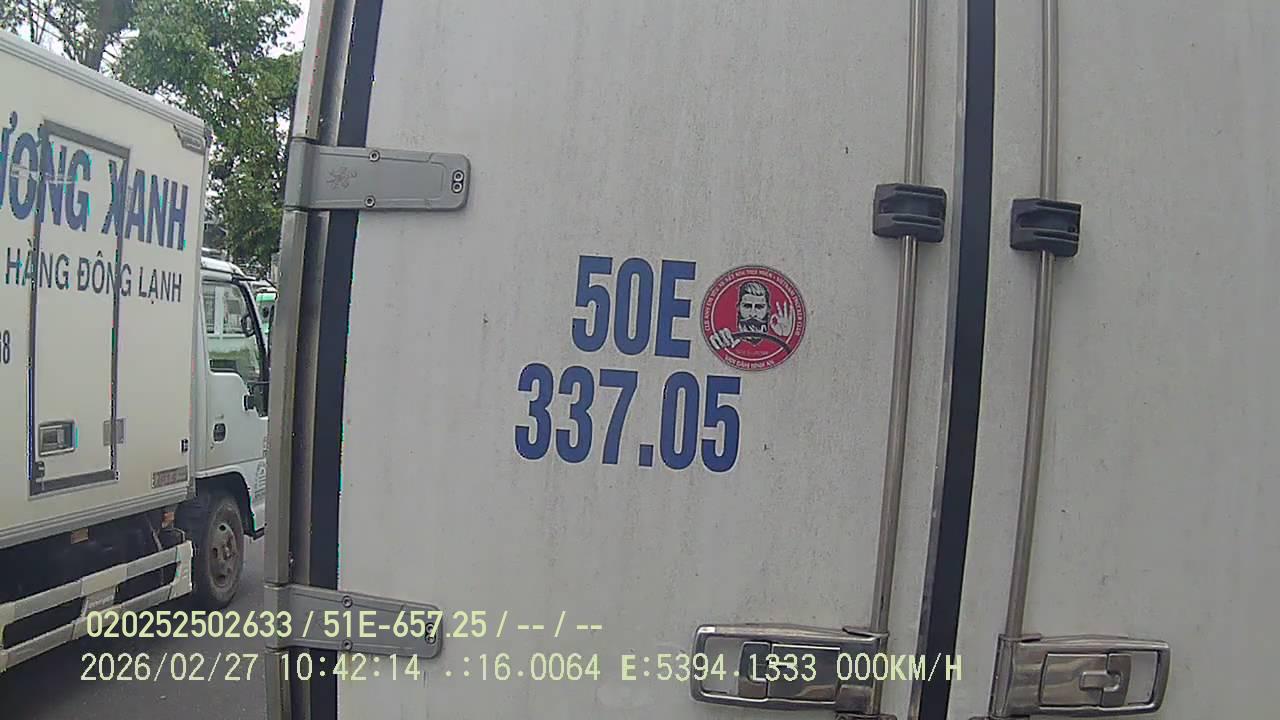 ƯƠNG XANH
HÀNG ĐÔNG LẠNH
68
50E
337.05
020252502633 / 51E-657.25 / -- / --
2026/02/27 10:42:14 .:16.0064 E:5394.1333 000KM/H